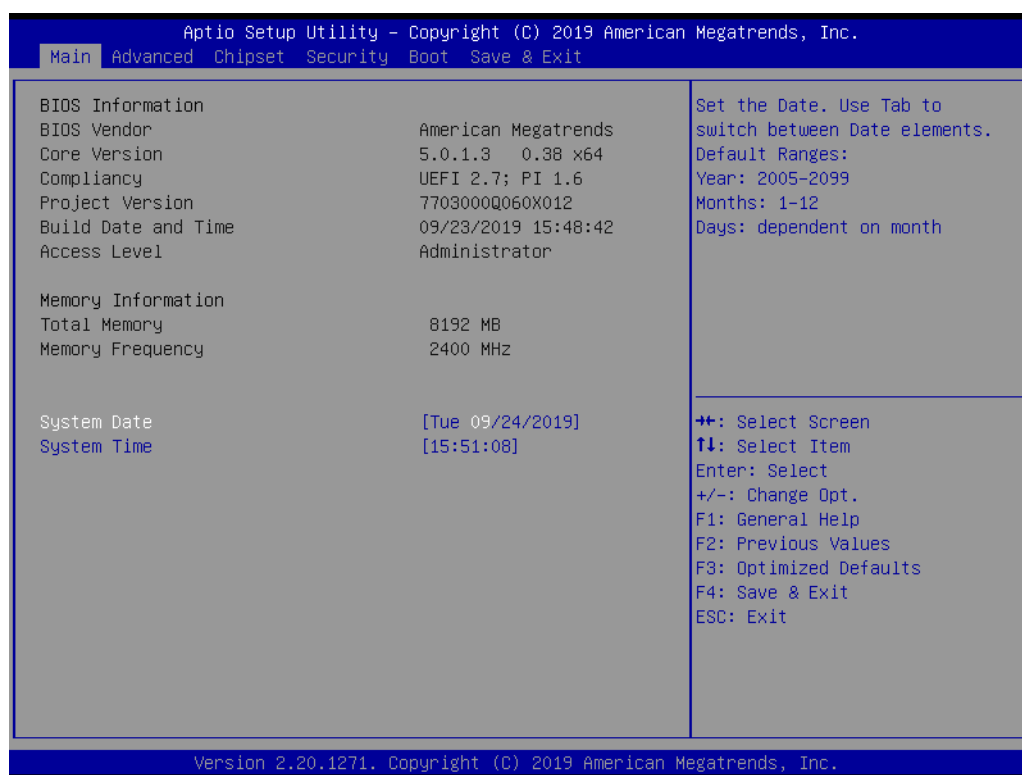 Aptio Setup Utility – Copyright (C) 2019 American Megatrends, Inc.
Main Advanced Chipset Security Boot Save & Exit
BIOS Information
BIOS Vendor American Megatrends
Core Version 5.0.1.3 0.38 x64
Compliancy UEFI 2.7; PI 1.6
Project Version 7703000Q060X012
Build Date and Time 09/23/2019 15:48:42
Access Level Administrator
Memory Information
Total Memory 8192 MB
Memory Frequency 2400 MHz
System Date [Tue 09/24/2019]
System Time [15:51:08]
Set the Date. Use Tab to
switch between Date elements.
Default Ranges:
Year: 2005-2099
Months: 1-12
Days: dependent on month
→←: Select Screen
↑↓: Select Item
Enter: Select
+/-: Change Opt.
F1: General Help
F2: Previous Values
F3: Optimized Defaults
F4: Save & Exit
ESC: Exit
Version 2.20.1271. Copyright (C) 2019 American Megatrends, Inc.